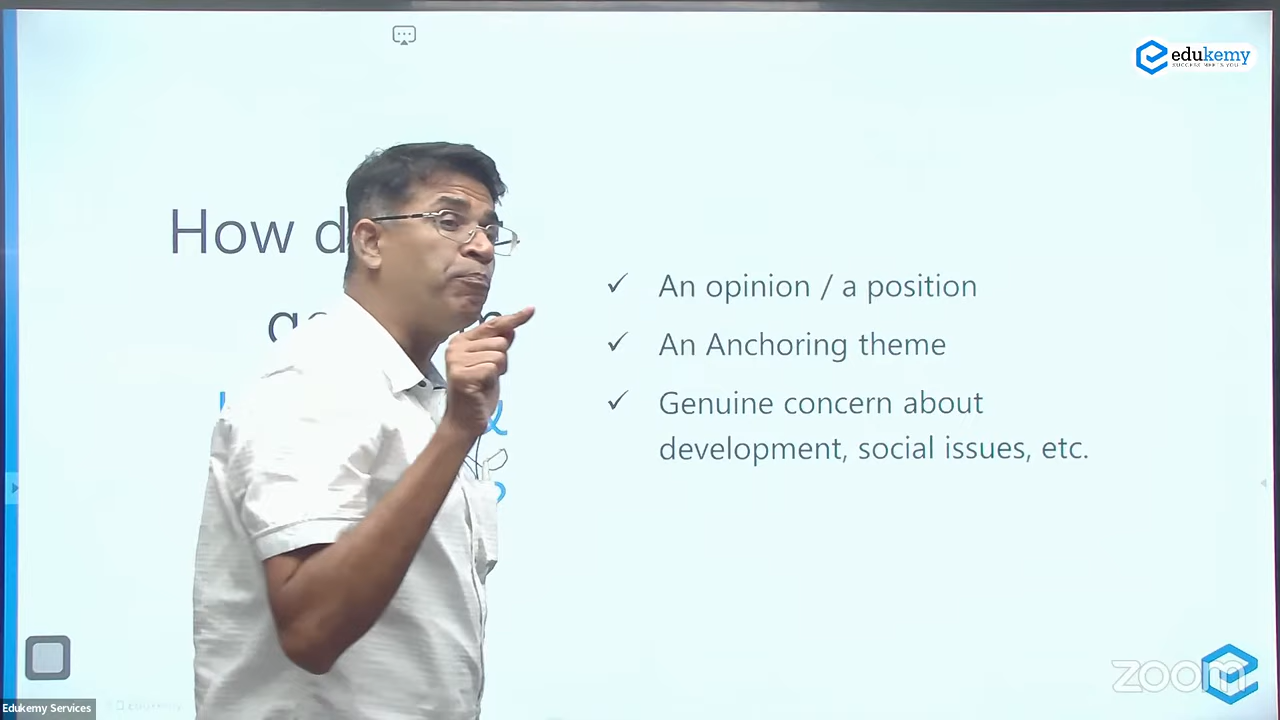 edukemy
How d
✓ An opinion / a position
✓ An Anchoring theme
✓ Genuine concern about
development, social issues, etc.
zoom
Edukemy Services